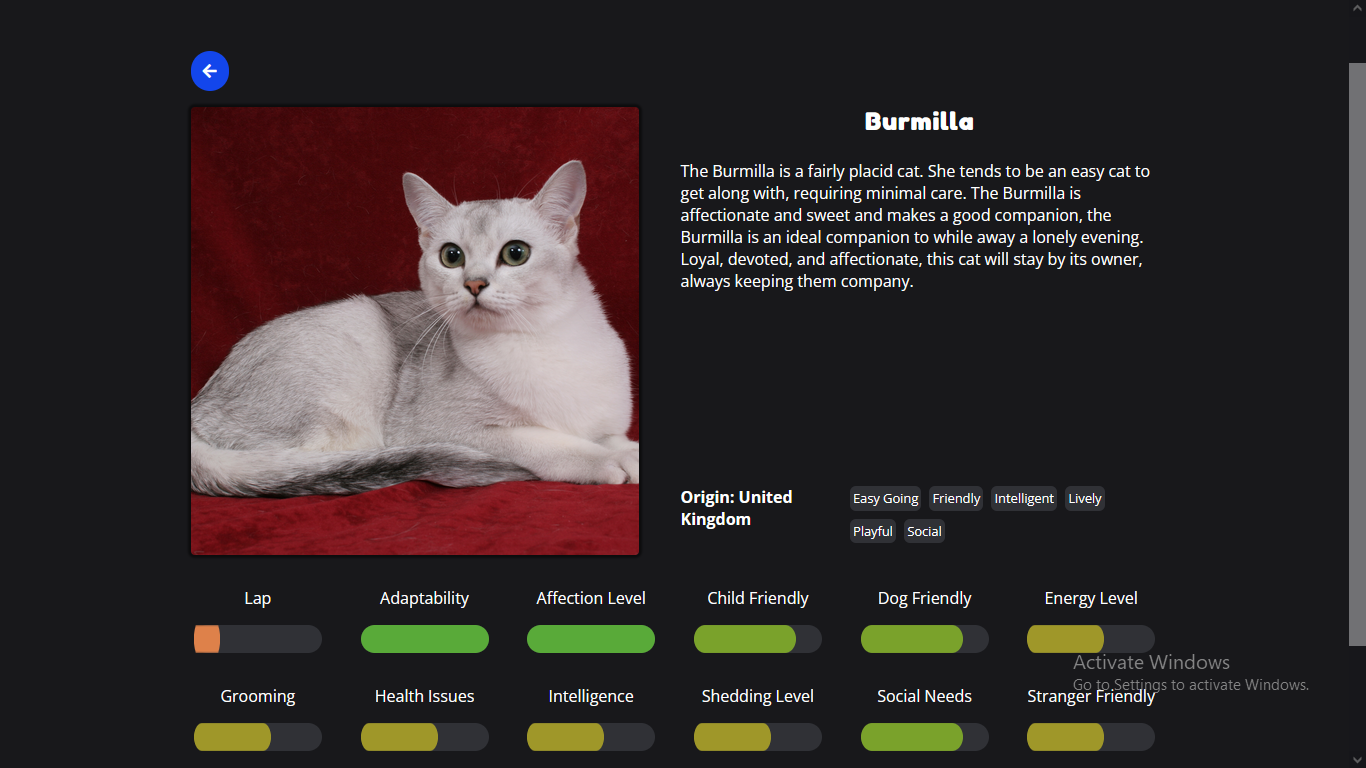 Burmilla
The Burmilla is a fairly placid cat. She tends to be an easy cat to
get along with, requiring minimal care. The Burmilla is
affectionate and sweet and makes a good companion, the
Burmilla is an ideal companion to while away a lonely evening.
Loyal, devoted, and affectionate, this cat will stay by its owner,
always keeping them company.
Origin: United
Kingdom
Easy Going Friendly Intelligent Lively
Playful Social
Lap Adaptability Affection Level Child Friendly Dog Friendly Energy Level
Activate Windows
Go to Settings to activate Windows.
Grooming Health Issues Intelligence Shedding Level Social Needs Stranger Friendly